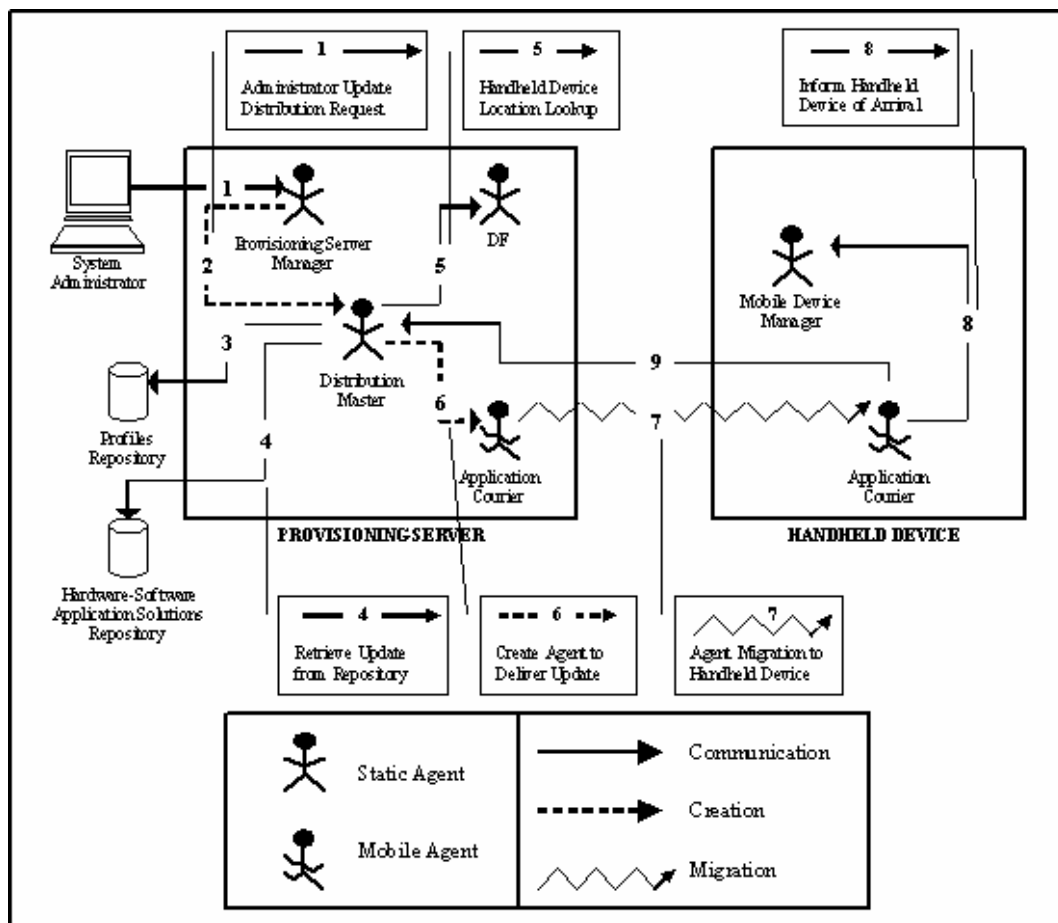 1
Administrator Update
Distribution Request
5
Handheld Device
Location Lookup
8
Inform Handheld
Device of Arrival
1
System
Administrator
Provisioning Server
Manager
2
DF
5
Mobile Device
Manager
8
3
Distribution
Master
9
Profiles
Repository
4
6
7
Application
Courier
Application
Courier
PROVISIONING SERVER
HANDHELD DEVICE
Hardware-Software
Application Solutions
Repository
4
Retrieve Update
from Repository
6
Create Agent to
Deliver Update
7
Agent Migration to
Handheld Device
Static Agent
Mobile Agent
Communication
Creation
Migration